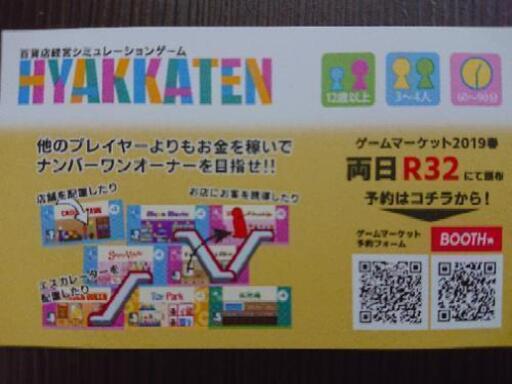 百貨店経営シミュレーションゲーム
HYAKKATEN
12歳以上
3〜4人
60〜90分
他のプレイヤーよりもお金を稼いで
ナンバーワンオーナーを目指せ!!
店舗を配置したり
お店にお客を誘導したり
エスカレーターを
配置したり
Toy Park
ゲームマーケット2019春
両日 R32 にて頒布
予約はコチラから!
ゲームマーケット
予約フォーム
BOOTH